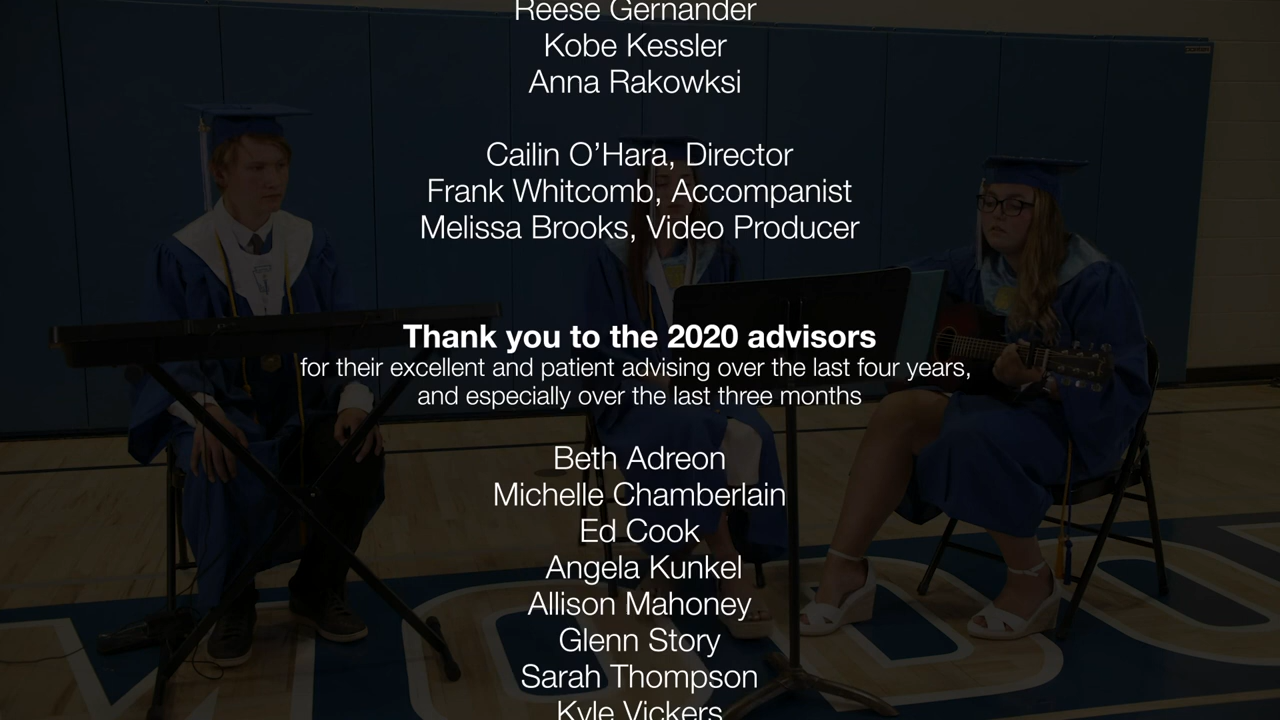 Reese Gernander
Kobe Kessler
Anna Rakowksi
Cailin O’Hara, Director
Frank Whitcomb, Accompanist
Melissa Brooks, Video Producer
Thank you to the 2020 advisors
for their excellent and patient advising over the last four years,
and especially over the last three months
Beth Adreon
Michelle Chamberlain
Ed Cook
Angela Kunkel
Allison Mahoney
Glenn Story
Sarah Thompson
Kyle Vickers